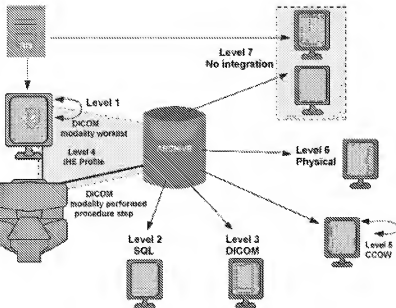 Level 7
No integration
Level 1
DICOM
modality worklist
Level 4
IHE Profile
Level 6
Physical
DICOM
modality performed
procedure step
Level 2
SQL
Level 3
DICOM
Level 5
CCOW